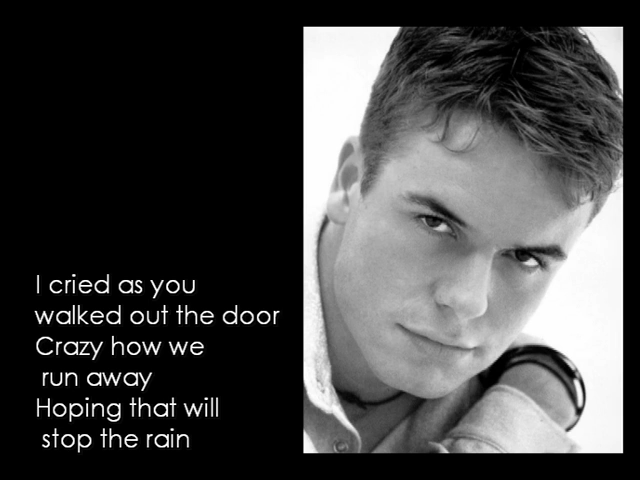 I cried as you
walked out the door
Crazy how we
run away
Hoping that will
stop the rain